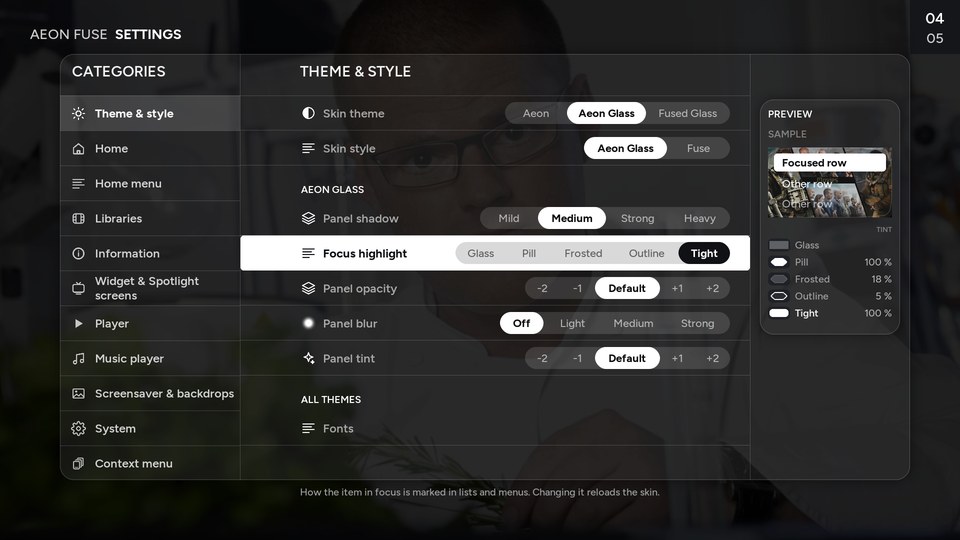 AEON FUSE SETTINGS
04
05
CATEGORIES
Theme & style
Home
Home menu
Libraries
Information
Widget & Spotlight
screens
Player
Music player
Screensaver & backdrops
System
Context menu
THEME & STYLE
Skin theme Aeon Aeon Glass Fused Glass
Skin style Aeon Glass Fuse
AEON GLASS
Panel shadow Mild Medium Strong Heavy
Focus highlight Glass Pill Frosted Outline Tight
Panel opacity -2 -1 Default +1 +2
Panel blur Off Light Medium Strong
Panel tint -2 -1 Default +1 +2
ALL THEMES
Fonts
PREVIEW
SAMPLE
Focused row
Other row
Other row
TINT
Glass
Pill 100 %
Frosted 18 %
Outline 5 %
Tight 100 %
How the item in focus is marked in lists and menus. Changing it reloads the skin.